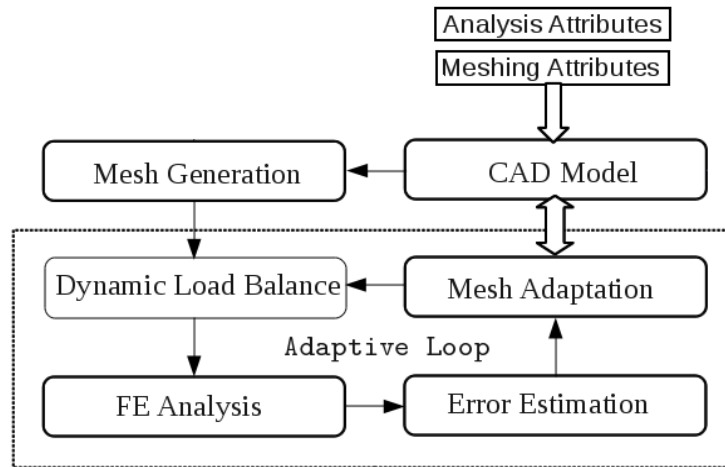 Analysis Attributes
Meshing Attributes
Mesh Generation
CAD Model
Dynamic Load Balance
Mesh Adaptation
Adaptive Loop
FE Analysis
Error Estimation